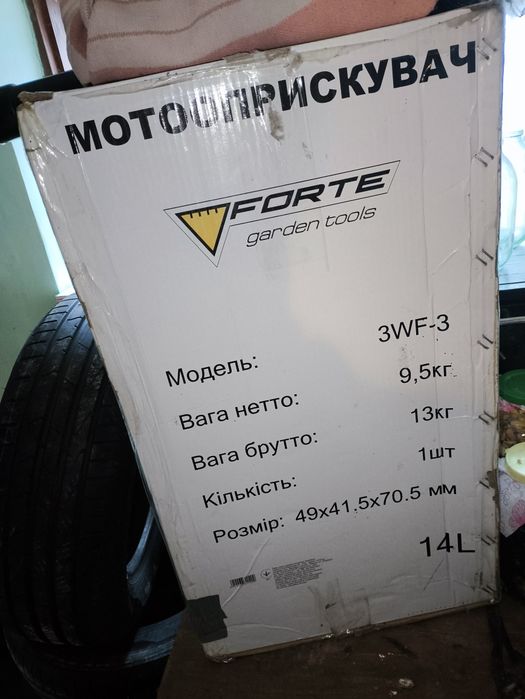 МОТООПРИСКУВАЧ
FORTE
garden tools
Модель: 3WF-3
Вага нетто: 9,5кг
Вага брутто: 13кг
Кількість: 1шт
Розмір: 49x41.5x70.5 мм
14L